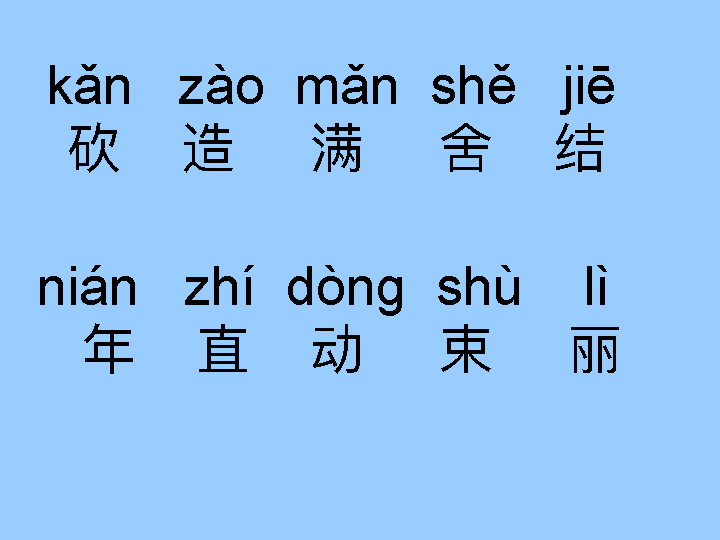 kǎn zào mǎn shě jiē
砍 造 满 舍 结
nián zhí dòng shù lì
年 直 动 束 丽